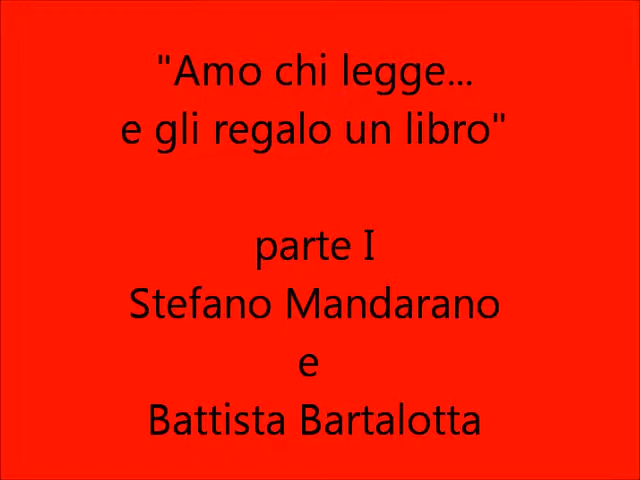 "Amo chi legge...
e gli regalo un libro"
parte I
Stefano Mandarano
e
Battista Bartalotta